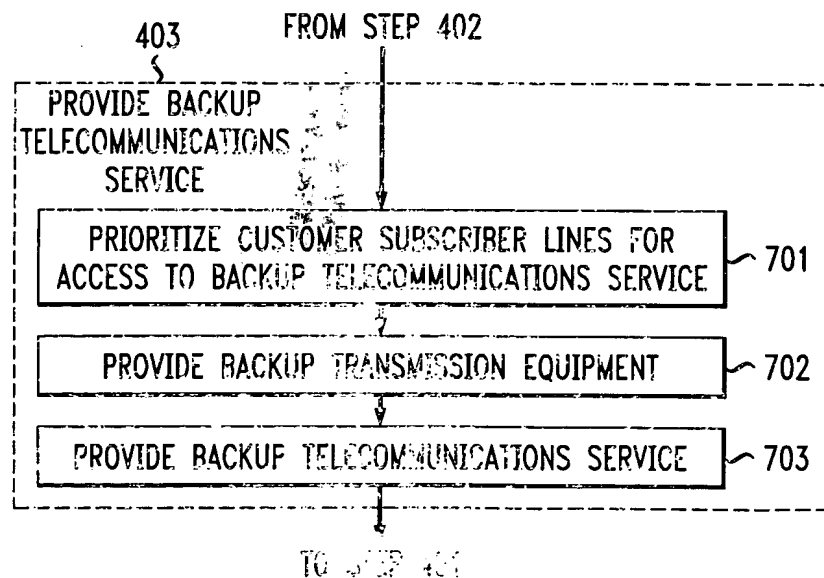 403
FROM STEP 402
PROVIDE BACKUP
TELECOMMUNICATIONS
SERVICE
PRIORITIZE CUSTOMER SUBSCRIBER LINES FOR
ACCESS TO BACKUP TELECOMMUNICATIONS SERVICE
701
PROVIDE BACKUP TRANSMISSION EQUIPMENT
702
PROVIDE BACKUP TELECOMMUNICATIONS SERVICE
703
TO STEP